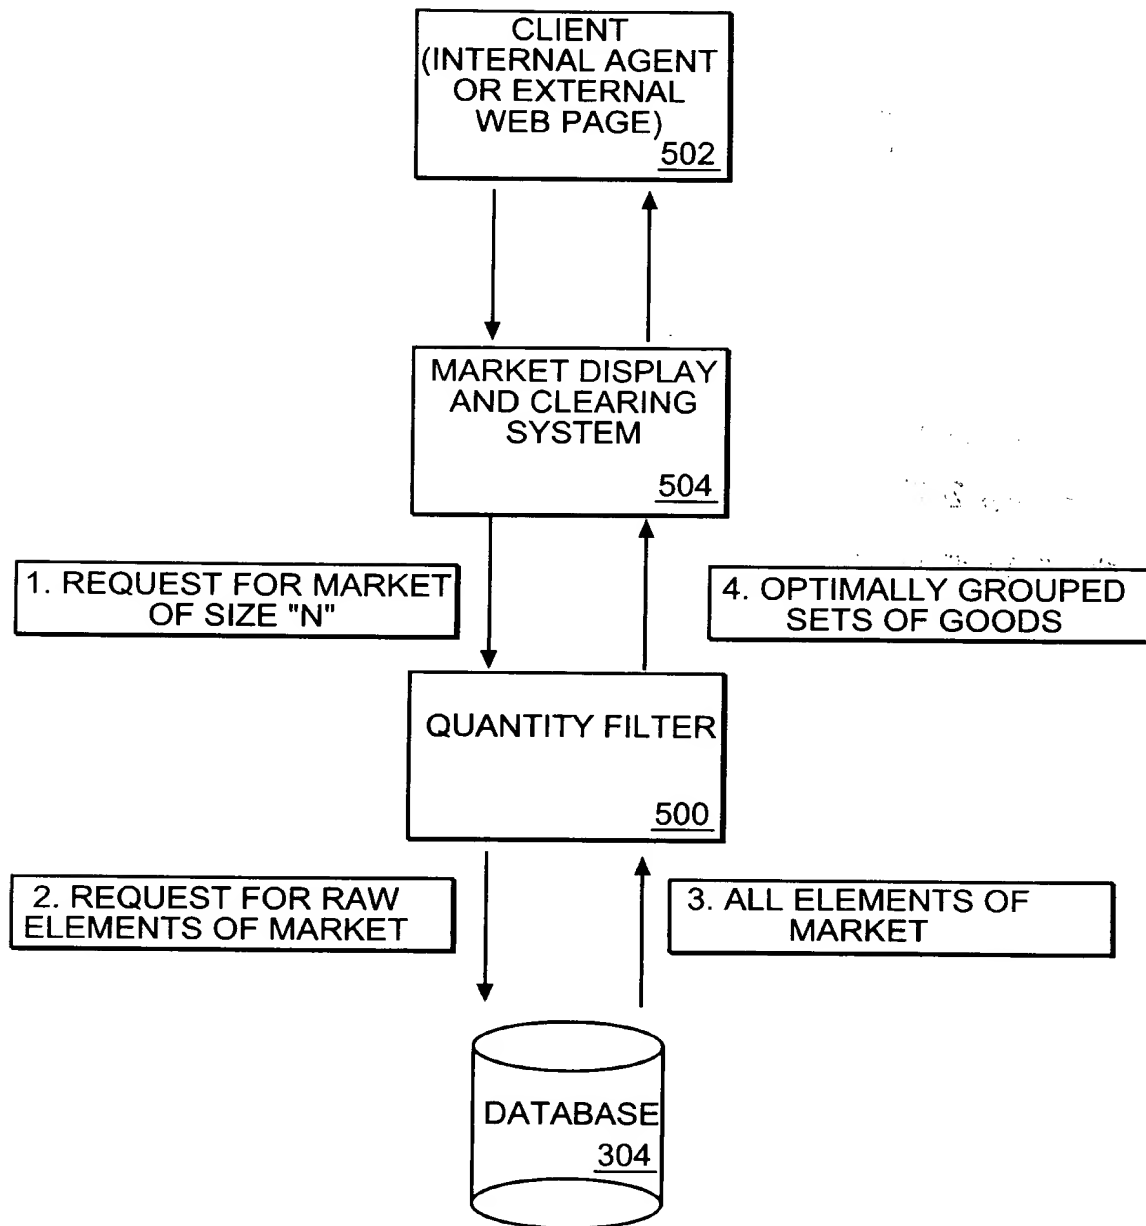 CLIENT
(INTERNAL AGENT
OR EXTERNAL
WEB PAGE)
502
MARKET DISPLAY
AND CLEARING
SYSTEM
504
1. REQUEST FOR MARKET
OF SIZE "N"
4. OPTIMALLY GROUPED
SETS OF GOODS
QUANTITY FILTER
500
2. REQUEST FOR RAW
ELEMENTS OF MARKET
3. ALL ELEMENTS OF
MARKET
DATABASE
304